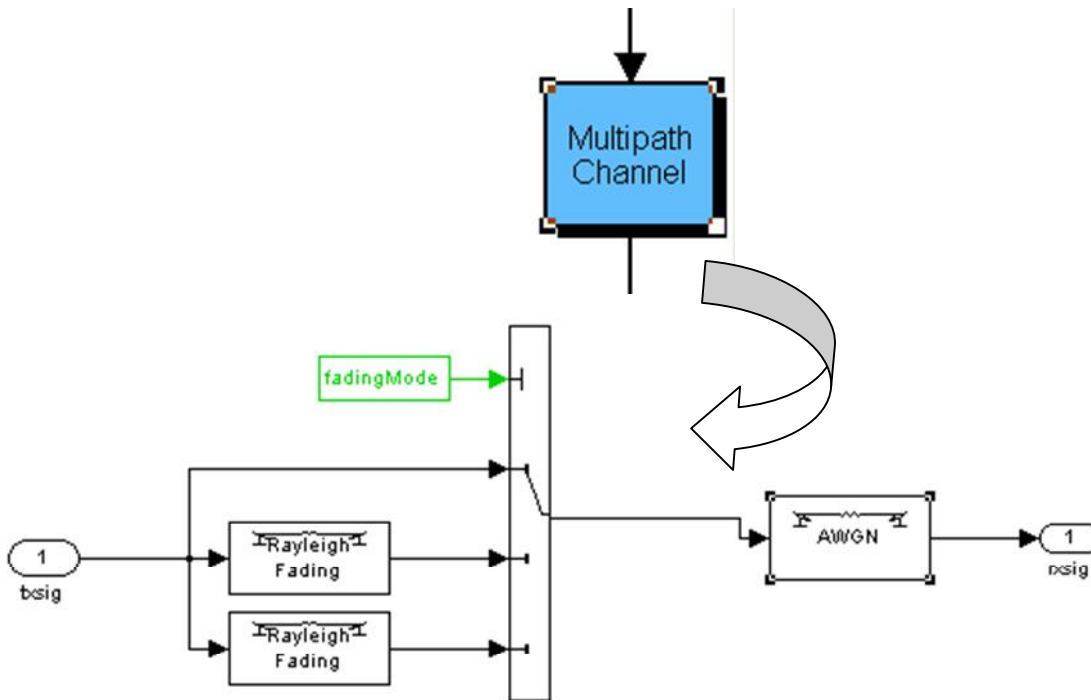 Multipath
Channel
fadingMode
1
txsig
Rayleigh
Fading
Rayleigh
Fading
AWGN
1
rxsig